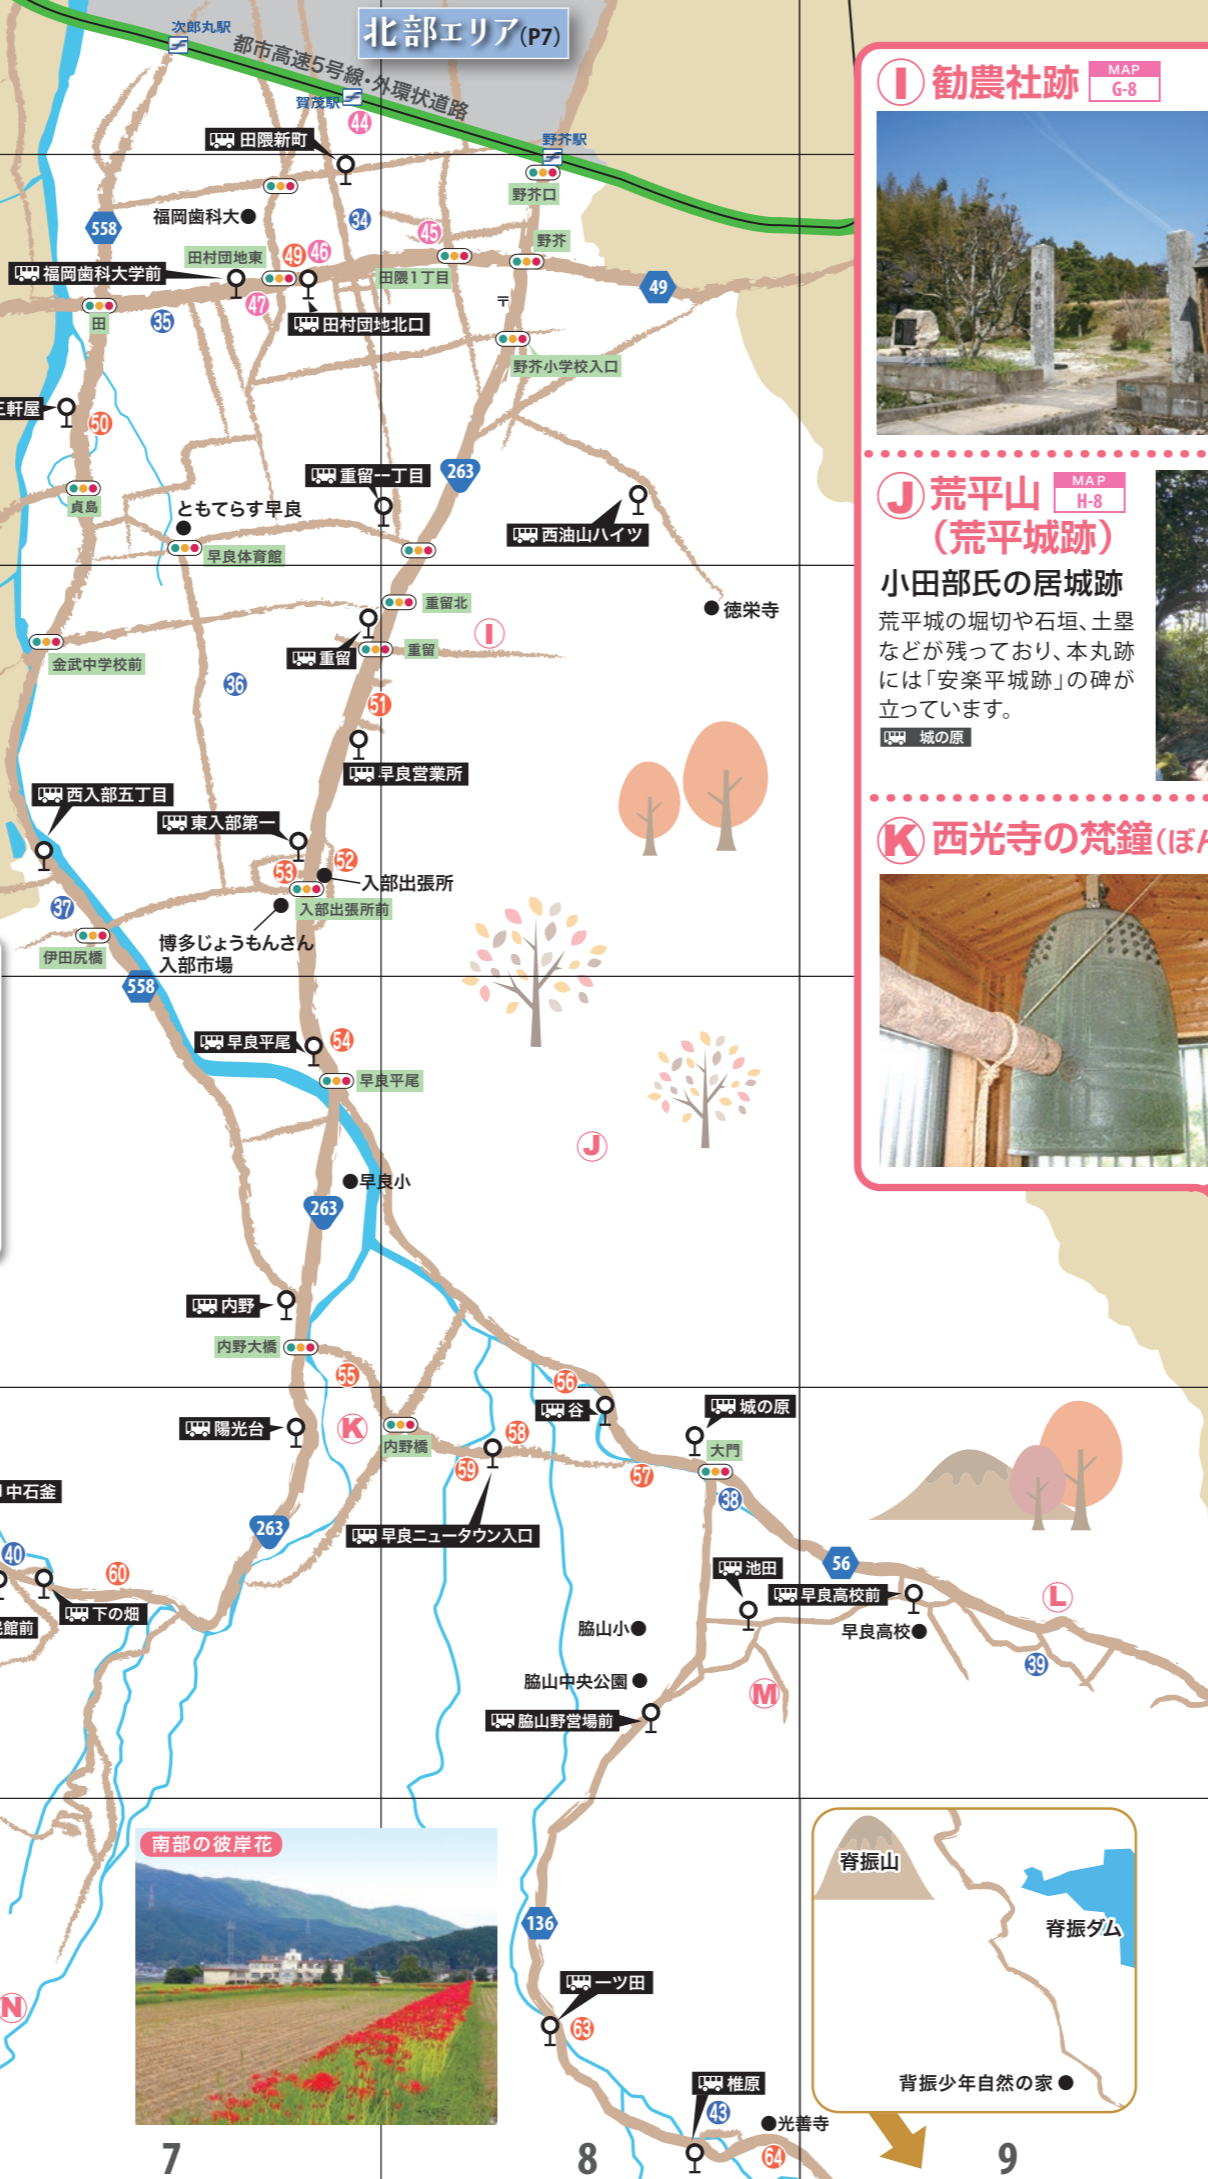 北部エリア(P7)
次郎丸駅
都市高速5号線・外環状道路
賀茂駅
44
野芥駅
田隈新町
野芥口
福岡歯科大
34
558
45
野芥
田村団地東
49
46
福岡歯科大学前
田隈1丁目
49
47
〒
田
35
田村団地北口
野芥小学校入口
三軒屋
50
263
重留一丁目
貞島
ともてらす早良
西油山ハイツ
早良体育館
重留北
徳栄寺
I
重留
重留
金武中学校前
36
51
早良営業所
西入部五丁目
東入部第一
52
53
入部出張所
37
入部出張所前
博多じょうもんさん
入部市場
伊田尻橋
558
早良平尾
54
早良平尾
J
早良小
263
内野
内野大橋
55
56
谷
城の原
陽光台
K
内野橋
58
大門
59
57
38
中石釜
263
早良ニュータウン入口
40
60
池田
56
早良高校前
L
下の畑
館前
脇山小
早良高校
39
脇山中央公園
M
脇山野営場前
南部の彼岸花
脊振山
脊振ダム
136
一ツ田
63
N
椎原
背振少年自然の家
43
光善寺
64
7
8
9
I 勧農社跡 MAP G-8
J 荒平山 MAP H-8
（荒平城跡）
小田部氏の居城跡
荒平城の堀切や石垣、土塁
などが残っており、本丸跡
には「安楽平城跡」の碑が
立っています。
城の原
K 西光寺の梵鐘(ぼん